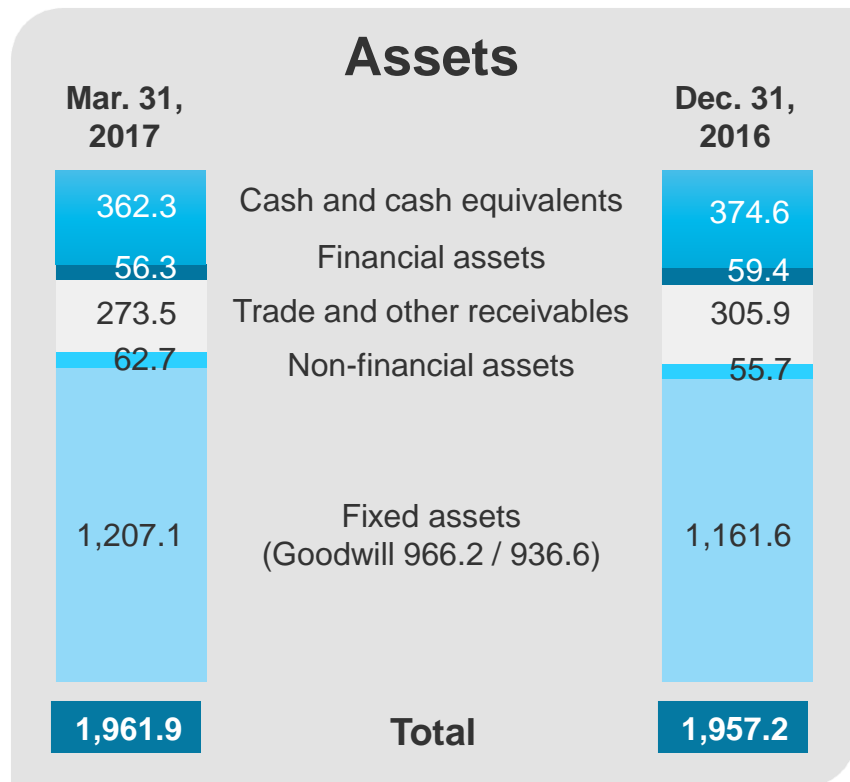 Assets
Mar. 31,
2017
Dec. 31,
2016
362.3 Cash and cash equivalents 374.6
56.3 Financial assets 59.4
273.5 Trade and other receivables 305.9
62.7 Non-financial assets 55.7
1,207.1 Fixed assets 1,161.6
(Goodwill 966.2 / 936.6)
1,961.9 Total 1,957.2